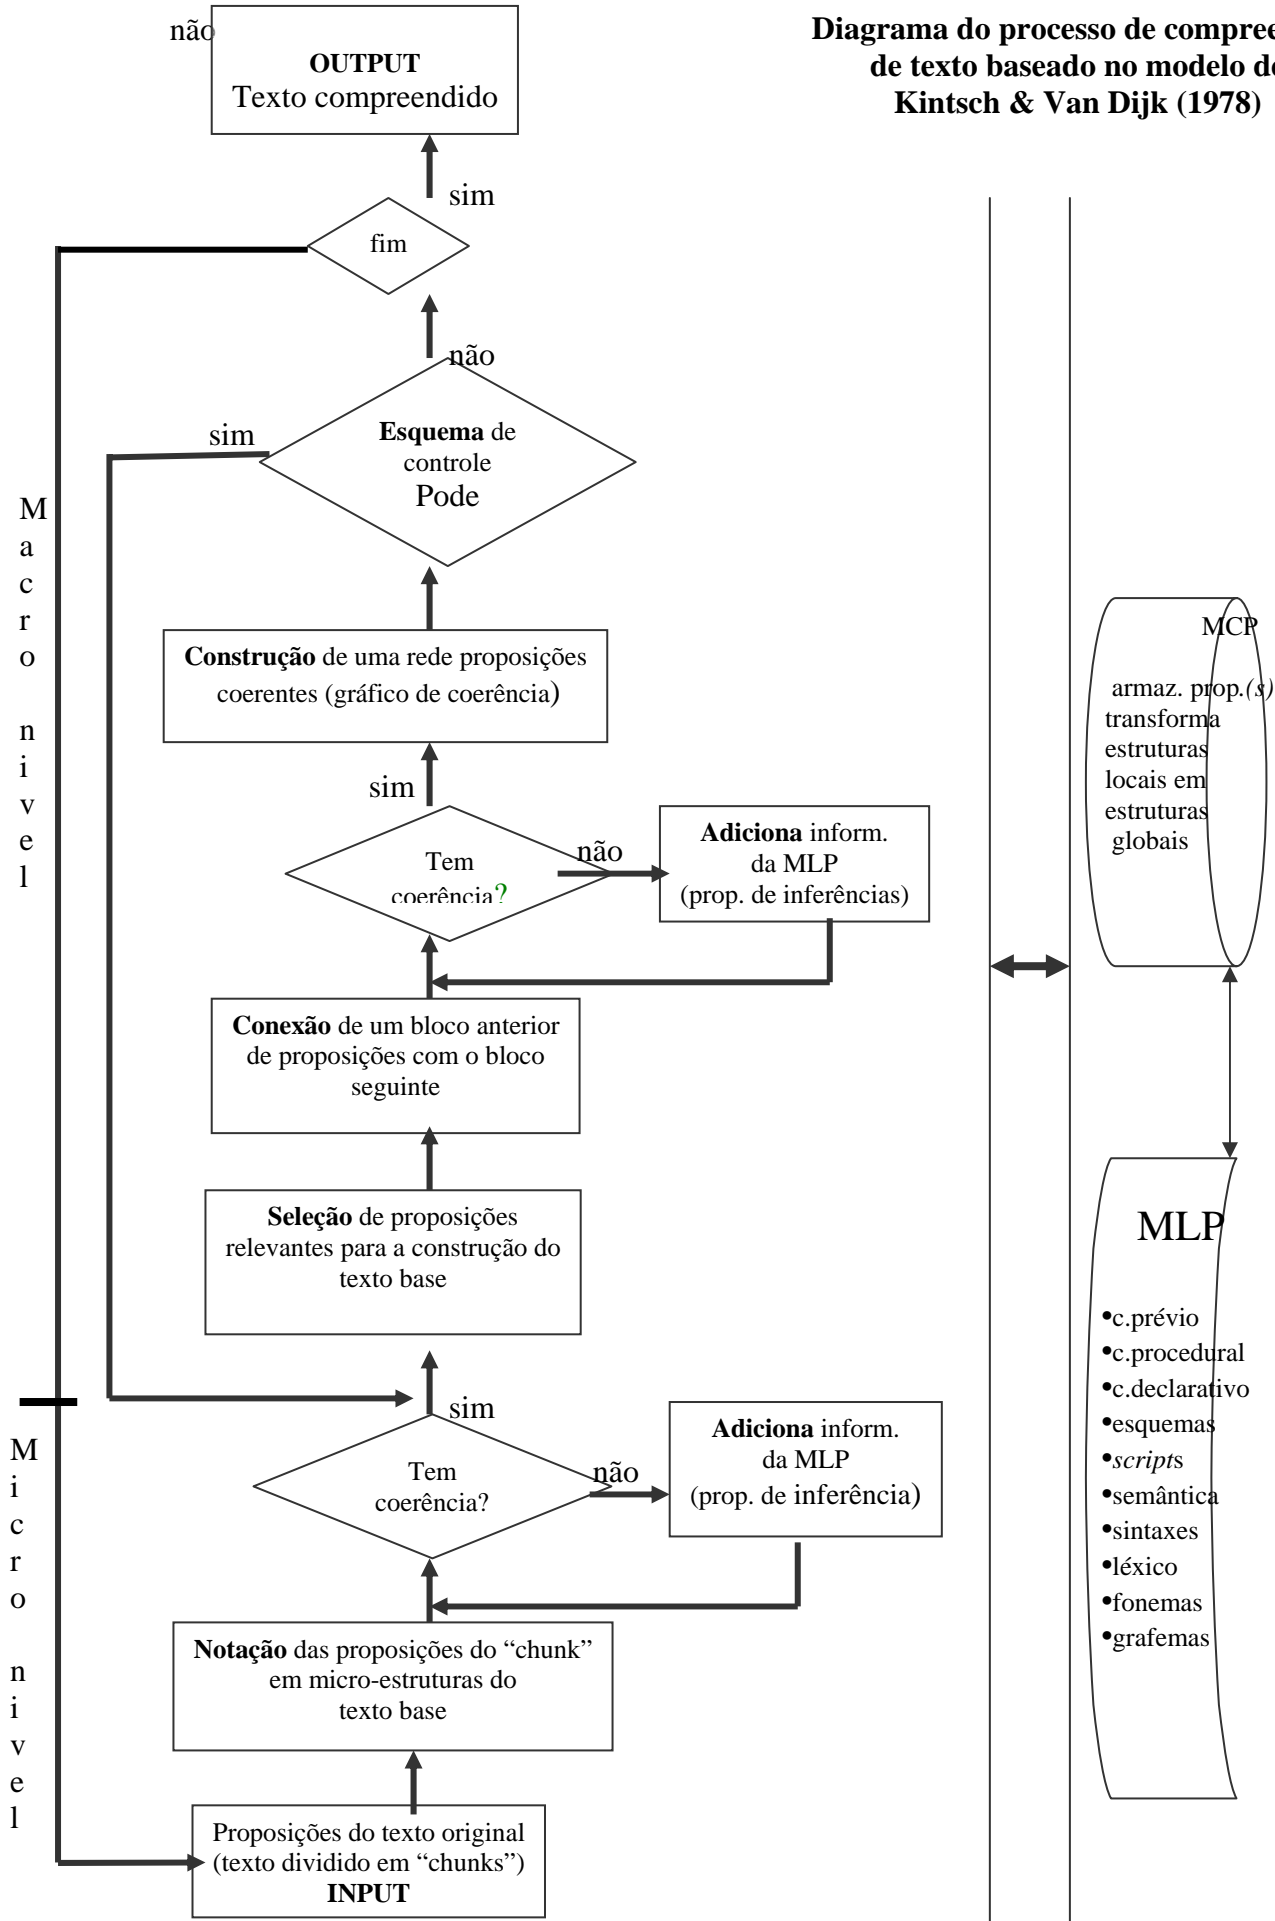 Diagrama do processo de compree
de texto baseado no modelo de
Kintsch & Van Dijk (1978)
não
OUTPUT
Texto compreendido
sim
fim
não
sim
Esquema de
controle
Pode
Construção de uma rede proposições
coerentes (gráfico de coerência)
sim
Tem
coerência?
não
Adiciona inform.
da MLP
(prop. de inferências)
Conexão de um bloco anterior
de proposições com o bloco
seguinte
Seleção de proposições
relevantes para a construção do
texto base
sim
Tem
coerência?
não
Adiciona inform.
da MLP
(prop. de inferência)
Notação das proposições do “chunk”
em micro-estruturas do
texto base
Proposições do texto original
(texto dividido em “chunks”)
INPUT
Macro nivel
Micro nivel
MCP
armaz. prop.(s)
transforma
estruturas
locais em
estruturas
globais
MLP
•c.prévio
•c.procedural
•c.declarativo
•esquemas
•scripts
•semântica
•sintaxes
•léxico
•fonemas
•grafemas